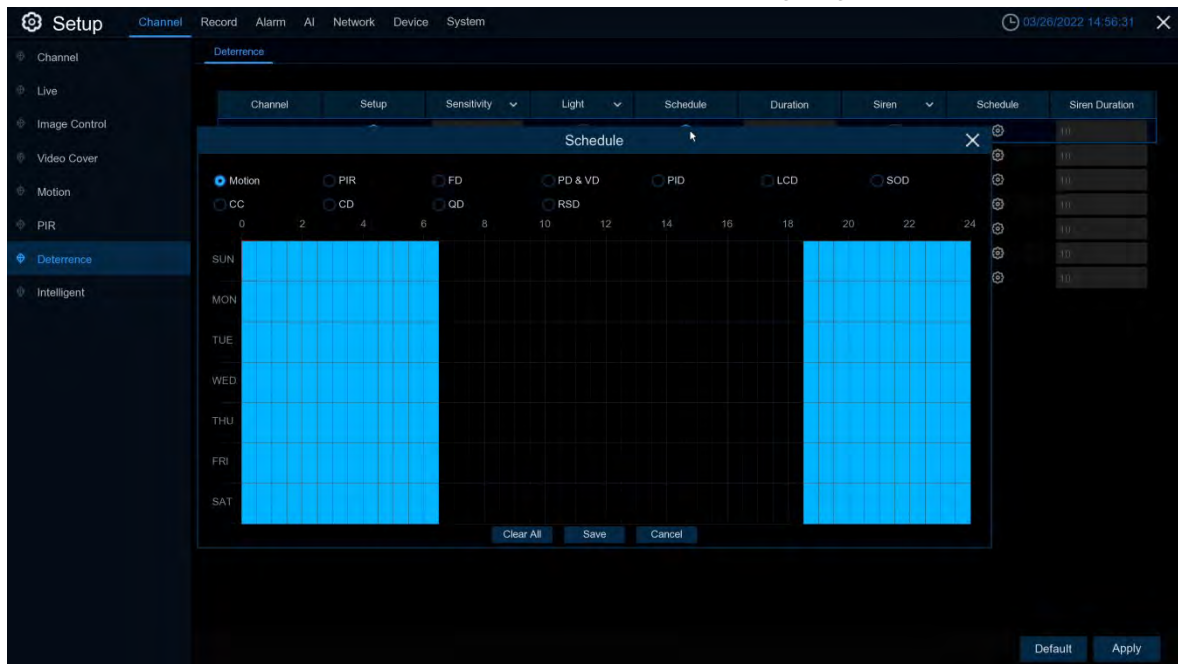 Setup Channel Record Alarm AI Network Device System 03/26/2022 14:56:31
Channel Deterrence
Live
Channel Setup Sensitivity Light Schedule Duration Siren Schedule Siren Duration
Image Control
Schedule
Video Cover
Motion PIR FD PD & VD PID LCD SOD
Motion
CC CD QD RSD
PIR
0 2 4 6 8 10 12 14 16 18 20 22 24
Deterrence
SUN
Intelligent
MON
TUE
WED
THU
FRI
SAT
Clear All Save Cancel
Default Apply